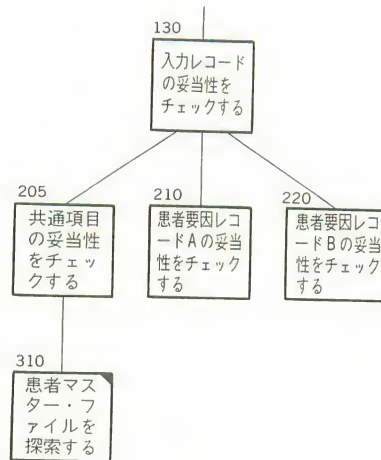 130
入力レコード
の妥当性を
チェックする
205
共通項目
の妥当性
をチェッ
クする
210
患者要因レコ
ードAの妥当
性をチェック
する
220
患者要因レコ
ードBの妥当
性をチェック
する
310
患者マス
ター・フ
ァイルを
探索する